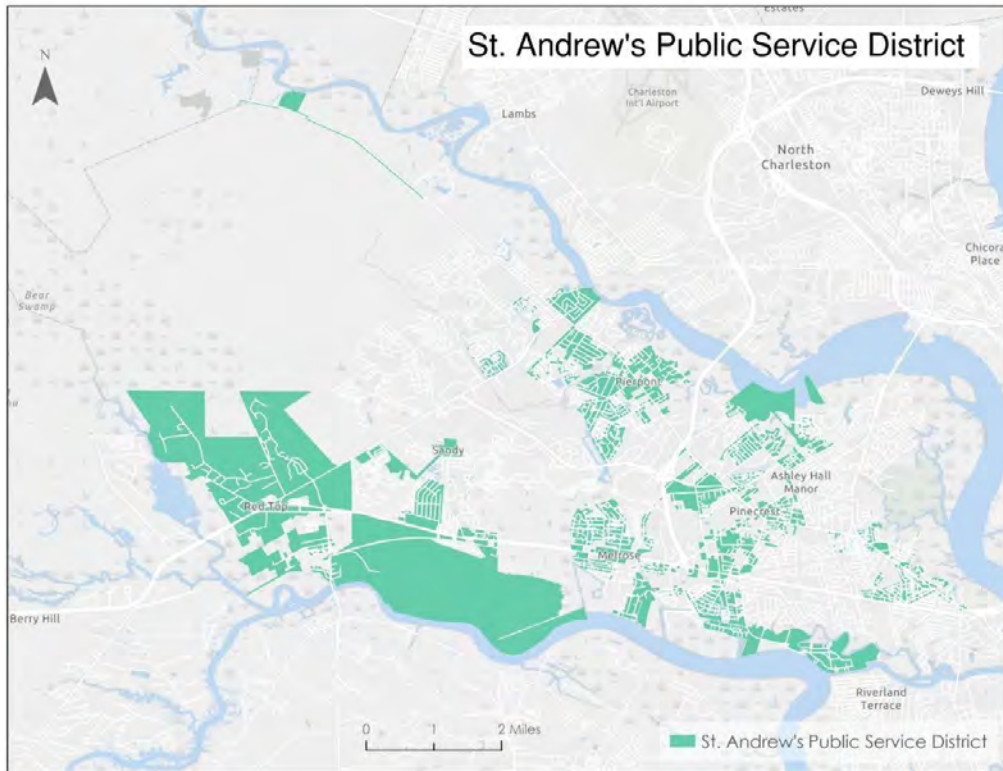 Estates
St. Andrew's Public Service District
N
Charleston
Int'l Airport
Deweys Hill
Lambs
North
Charleston
Chicora
Place
Bear
Swamp
Pierpont
Sandy
Ashley Hall
Manor
Red Top
Pinecrest
Melrose
Berry Hill
Riverland
Terrace
0 1 2 Miles
St. Andrew's Public Service District